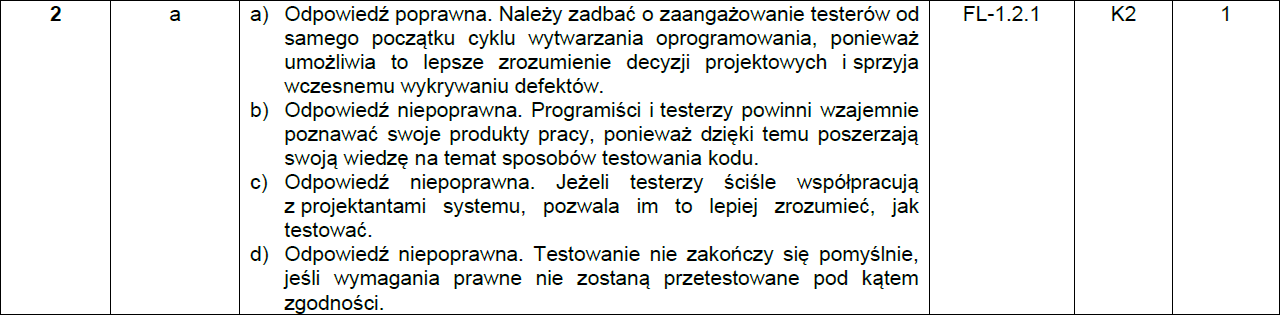 2 a a) Odpowiedź poprawna. Należy zadbać o zaangażowanie testerów od FL-1.2.1 K2 1
samego początku cyklu wytwarzania oprogramowania, ponieważ
umożliwia to lepsze zrozumienie decyzji projektowych i sprzyja
wczesnemu wykrywaniu defektów.
b) Odpowiedź niepoprawna. Programiści i testerzy powinni wzajemnie
poznawać swoje produkty pracy, ponieważ dzięki temu poszerzają
swoją wiedzę na temat sposobów testowania kodu.
c) Odpowiedź niepoprawna. Jeżeli testerzy ściśle współpracują
z projektantami systemu, pozwala im to lepiej zrozumieć, jak
testować.
d) Odpowiedź niepoprawna. Testowanie nie zakończy się pomyślnie,
jeśli wymagania prawne nie zostaną przetestowane pod kątem
zgodności.